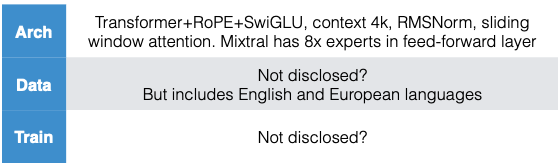 Arch
Transformer+RoPE+SwiGLU, context 4k, RMSNorm, sliding
window attention. Mixtral has 8x experts in feed-forward layer
Data
Not disclosed?
But includes English and European languages
Train
Not disclosed?